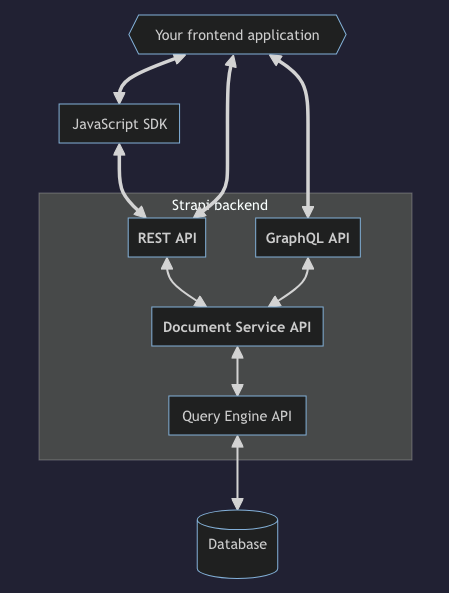 Your frontend application
JavaScript SDK
Strapi backend
REST API
GraphQL API
Document Service API
Query Engine API
Database